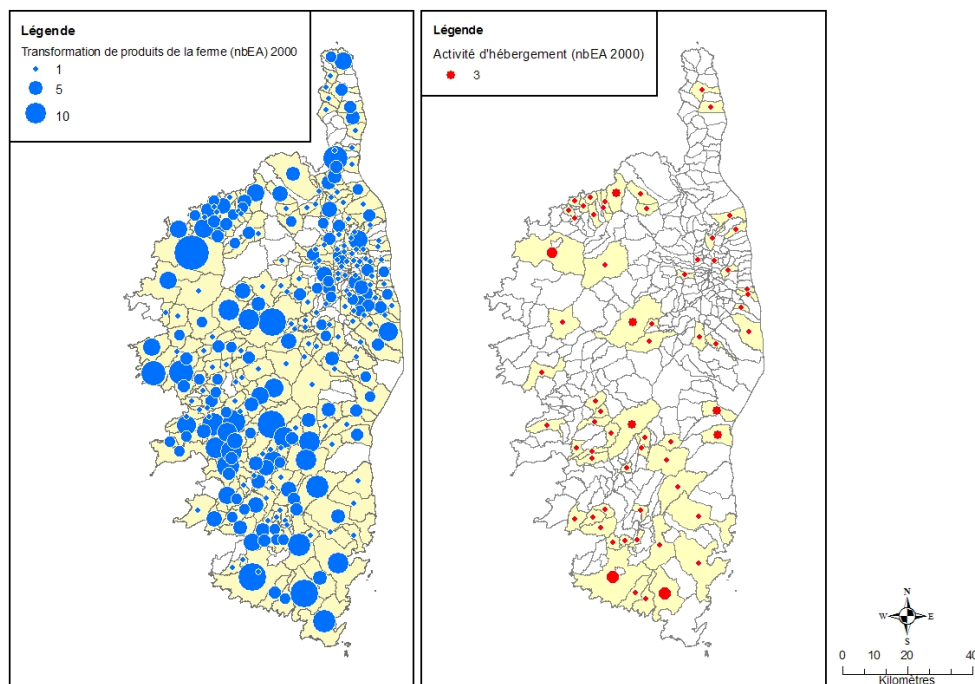 Légende
Transformation de produits de la ferme (nbEA) 2000
1
5
10
Légende
Activité d'hébergement (nbEA 2000)
3
N
W E
S
0 10 20 40
Kilomètres